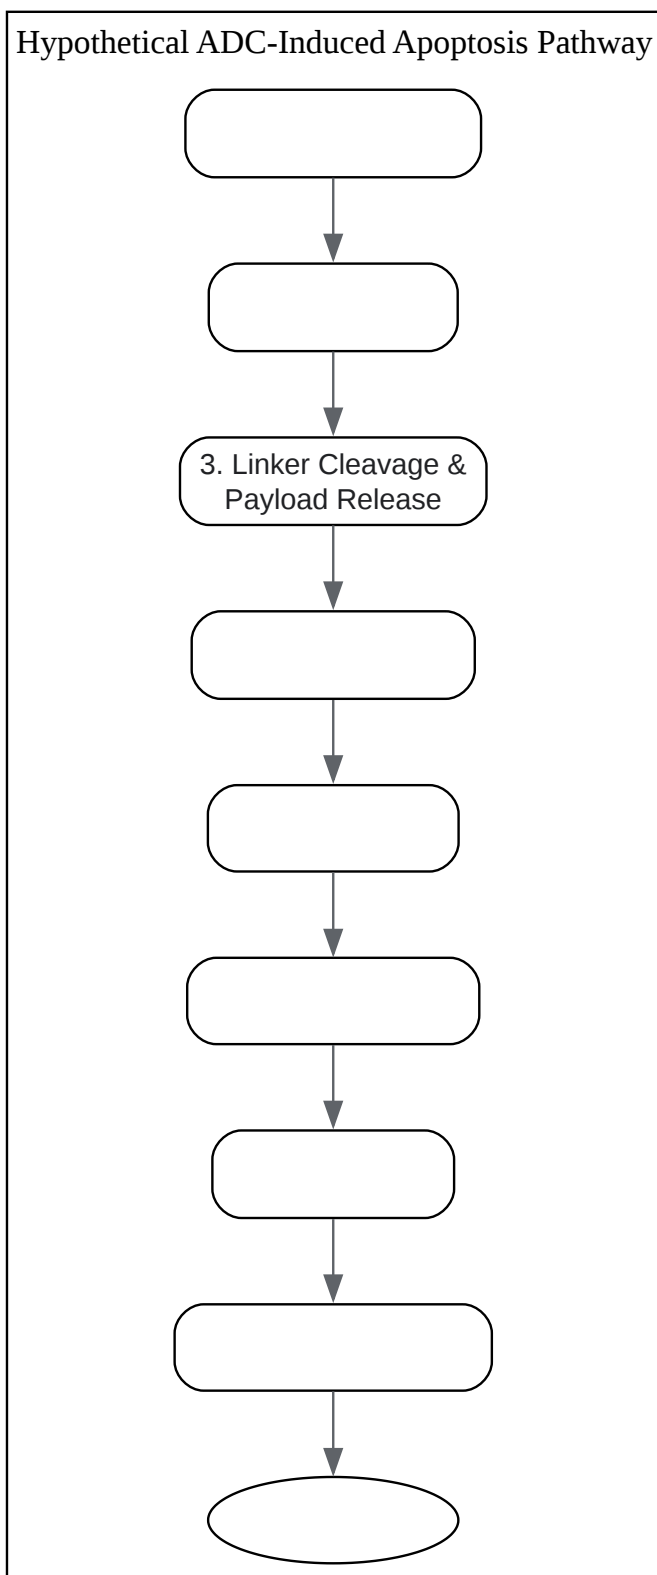 Hypothetical ADC-Induced Apoptosis Pathway
3. Linker Cleavage &
Payload Release